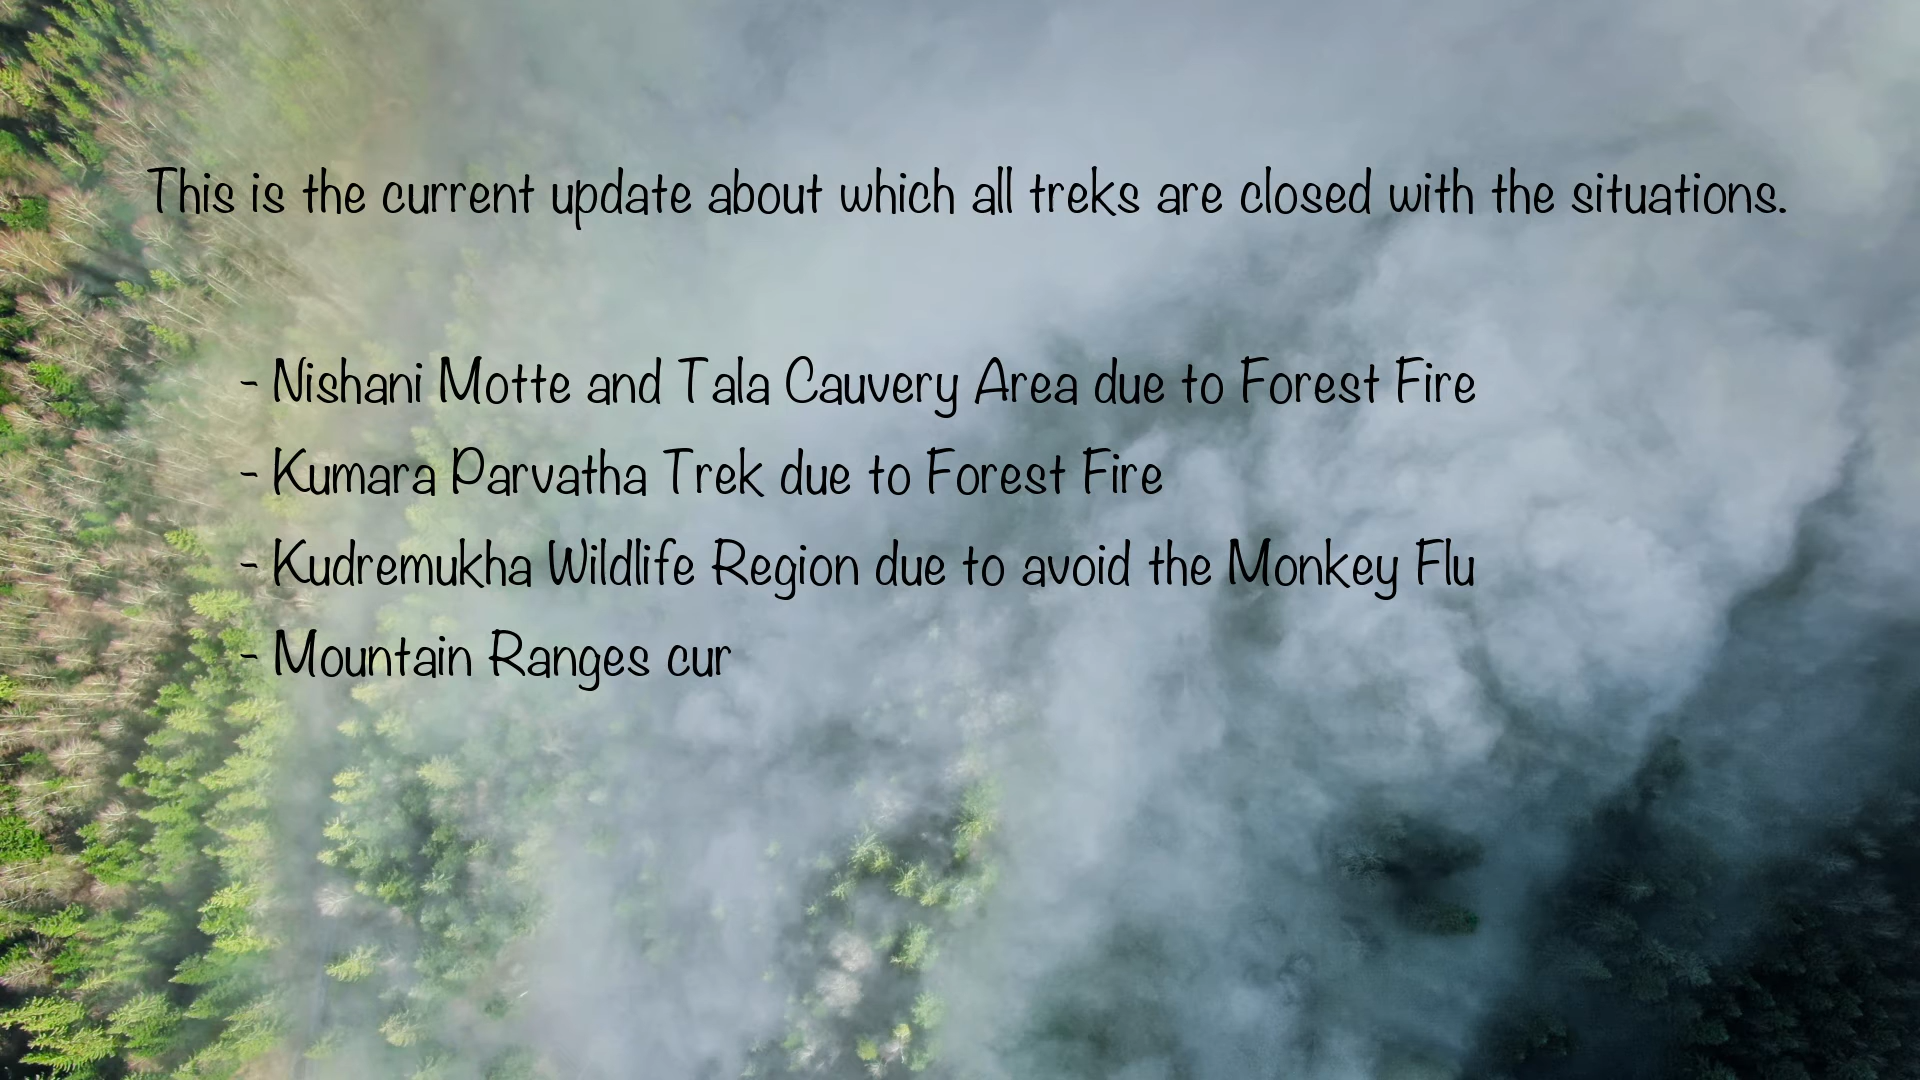 This is the current update about which all treks are closed with the situations.
- Nishani Motte and Tala Cauvery Area due to Forest Fire
- Kumara Parvatha Trek due to Forest Fire
- Kudremukha Wildlife Region due to avoid the Monkey Flu
- Mountain Ranges cur